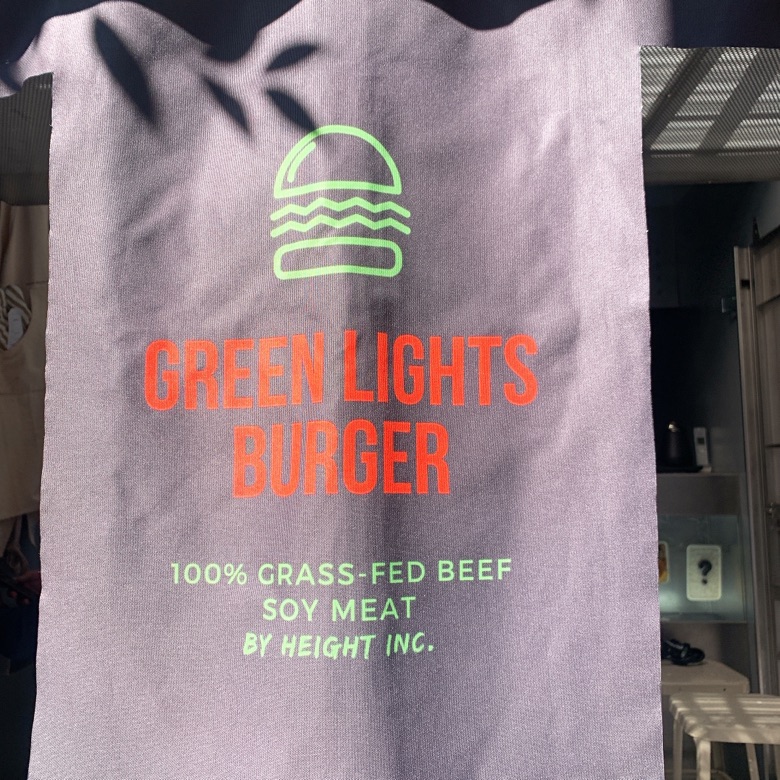 GREEN LIGHTS
BURGER
100% GRASS-FED BEEF
SOY MEAT
BY HEIGHT INC.
?